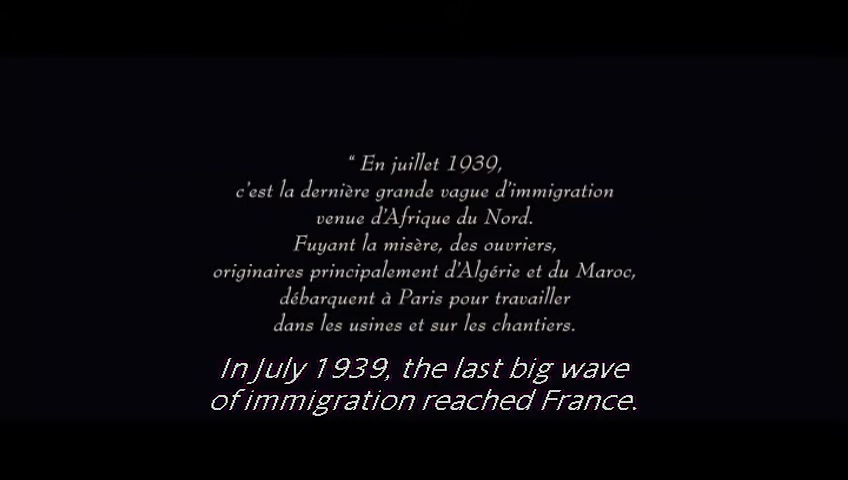 “ En juillet 1939,
c'est la dernière grande vague d'immigration
venue d'Afrique du Nord.
Fuyant la misère, des ouvriers,
originaires principalement d'Algérie et du Maroc,
débarquent à Paris pour travailler
dans les usines et sur les chantiers.
In July 1939, the last big wave
of immigration reached France.